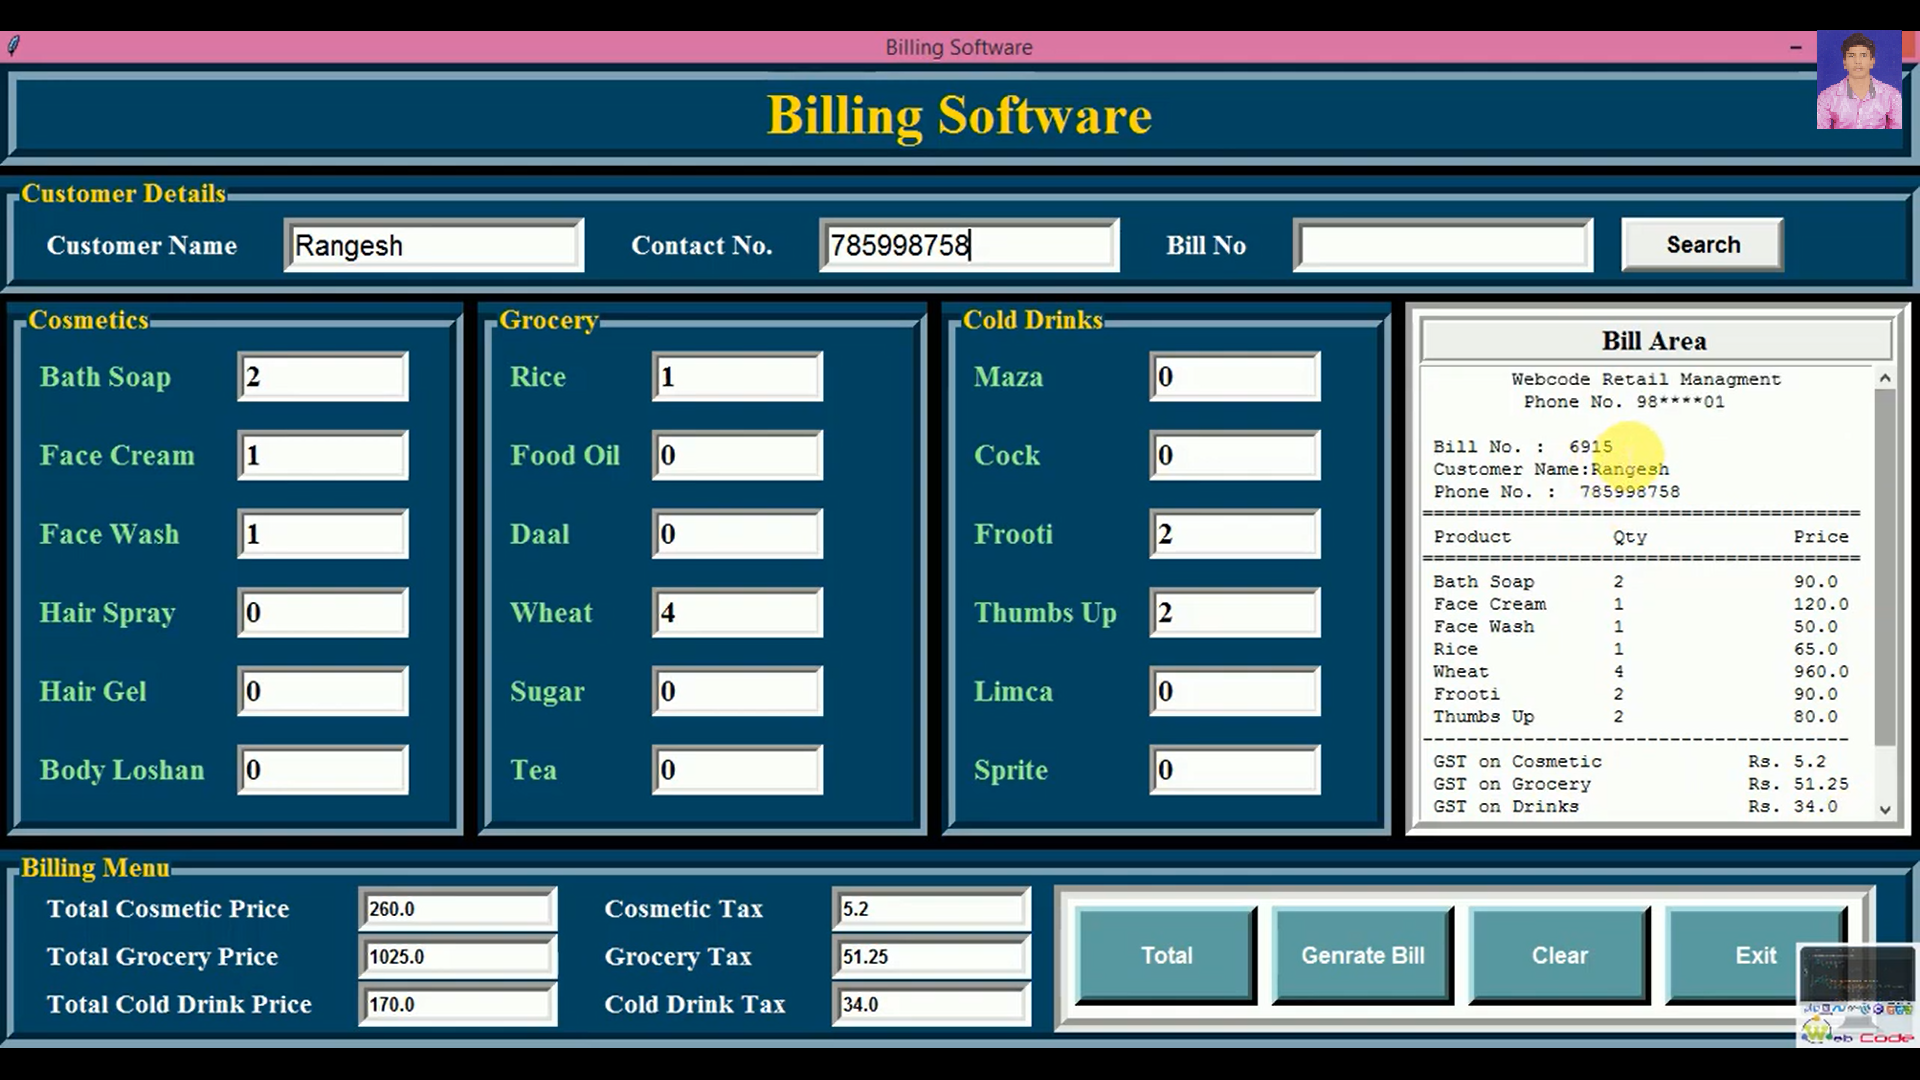 Billing Software
Billing Software
Customer Details
Customer Name Rangesh Contact No. 785998758 Bill No Search
Cosmetics
Bath Soap 2
Face Cream 1
Face Wash 1
Hair Spray 0
Hair Gel 0
Body Loshan 0
Grocery
Rice 1
Food Oil 0
Daal 0
Wheat 4
Sugar 0
Tea 0
Cold Drinks
Maza 0
Cock 0
Frooti 2
Thumbs Up 2
Limca 0
Sprite 0
Bill Area
Webcode Retail Managment
Phone No. 98****01
Bill No. : 6915
Customer Name:Rangesh
Phone No. : 785998758
=======================================
Product Qty Price
=======================================
Bath Soap 2 90.0
Face Cream 1 120.0
Face Wash 1 50.0
Rice 1 65.0
Wheat 4 960.0
Frooti 2 90.0
Thumbs Up 2 80.0
--------------------------------------
GST on Cosmetic Rs. 5.2
GST on Grocery Rs. 51.25
GST on Drinks Rs. 34.0
Billing Menu
Total Cosmetic Price 260.0 Cosmetic Tax 5.2
Total Grocery Price 1025.0 Grocery Tax 51.25
Total Cold Drink Price 170.0 Cold Drink Tax 34.0
Total Genrate Bill Clear Exit
Web Code